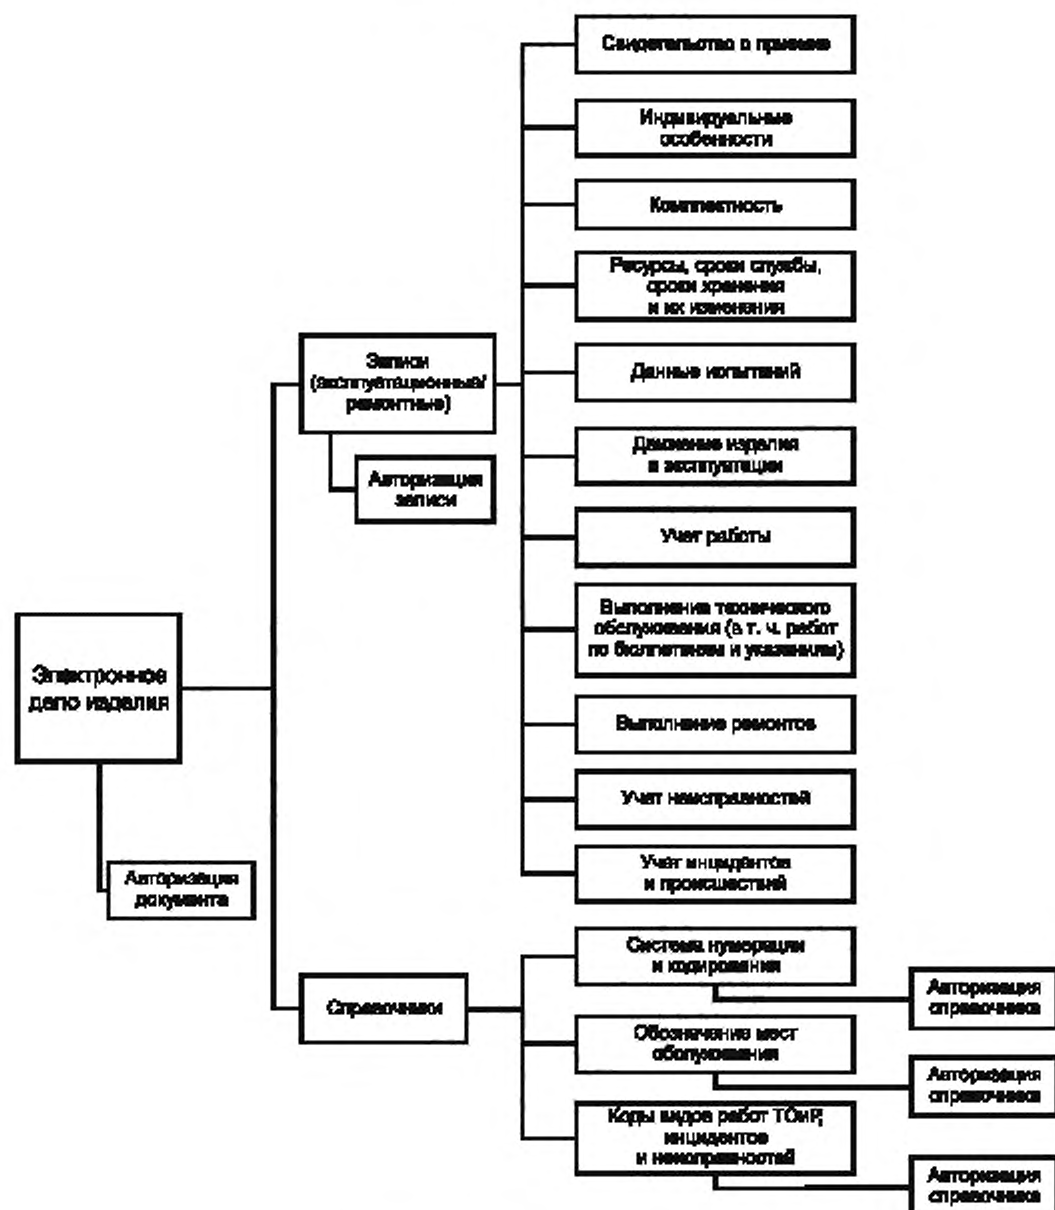 Свидетельство о приемке
Индивидуальные
особенности
Комплектность
Ресурсы, сроки службы,
сроки хранения
и их изменения
Записи
(эксплуатационные/
ремонтные)
Данные испытаний
Движение изделия
в эксплуатации
Авторизация
записи
Учет работы
Выполнение технического
обслуживания (в т. ч. работ
по бюллетеням и указаниям)
Электронное
дело изделия
Выполнение ремонтов
Учет неисправностей
Учет инцидентов
и происшествий
Авторизация
документа
Система нумерации
и кодирования
Авторизация
справочника
Справочники
Обозначение мест
обслуживания
Авторизация
справочника
Коды видов работ ТОиР,
инцидентов
и неисправностей
Авторизация
справочника